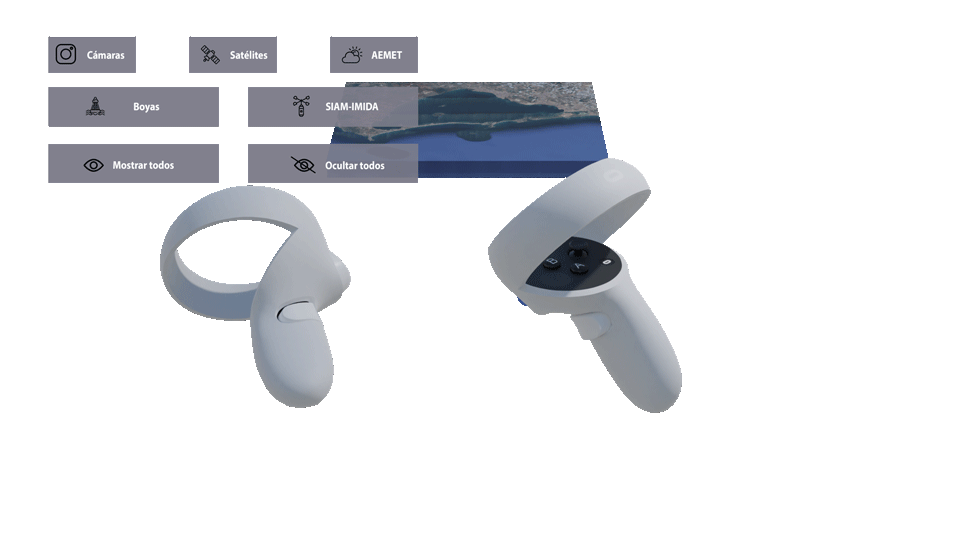 Cámaras
Satélites
AEMET
Boyas
SIAM-IMIDA
Mostrar todos
Ocultar todos
A